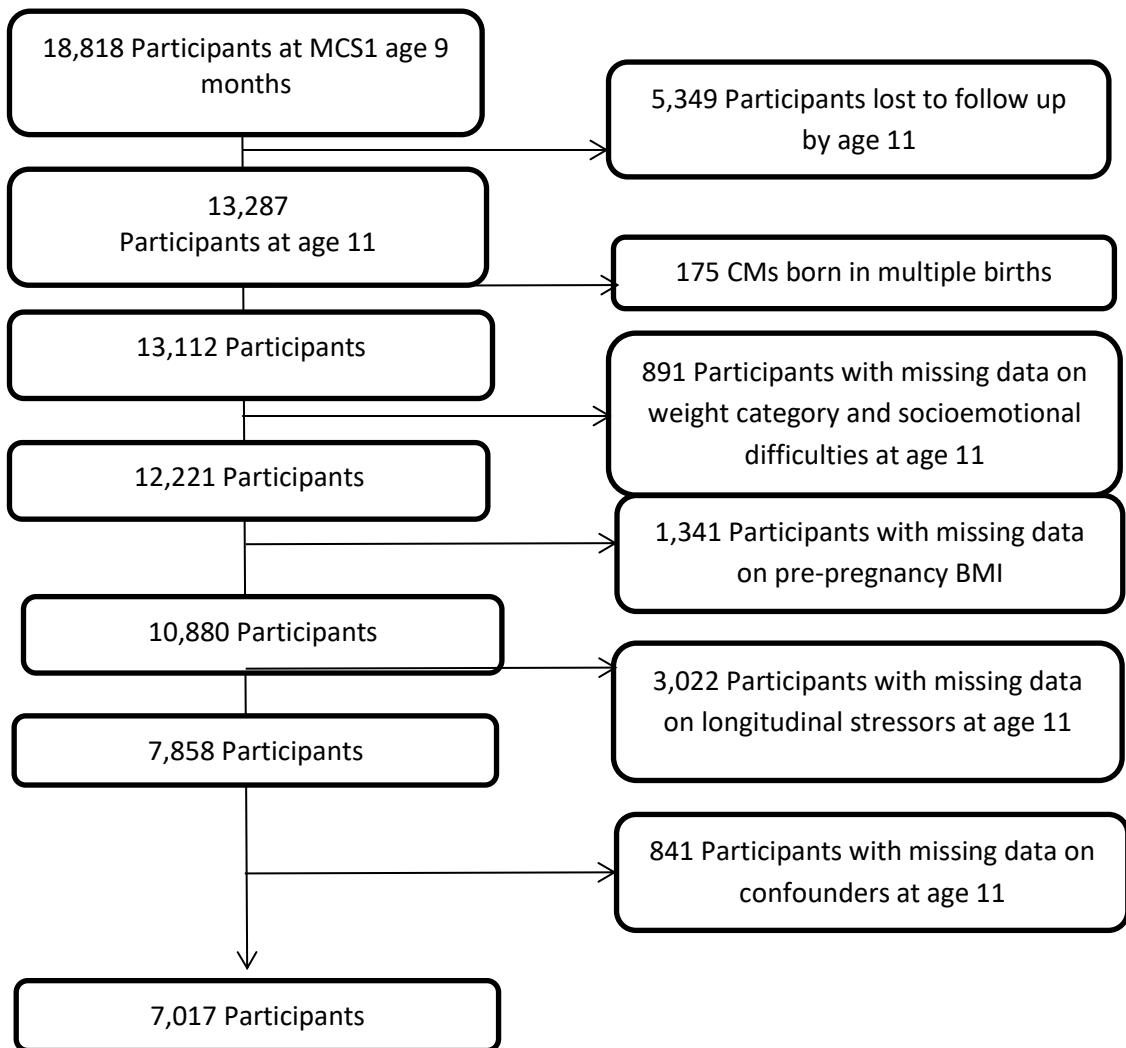 18,818 Participants at MCS1 age 9
months
5,349 Participants lost to follow up
by age 11
13,287
Participants at age 11
175 CMs born in multiple births
13,112 Participants
891 Participants with missing data on
weight category and socioemotional
difficulties at age 11
12,221 Participants
1,341 Participants with missing data
on pre-pregnancy BMI
10,880 Participants
3,022 Participants with missing data
on longitudinal stressors at age 11
7,858 Participants
841 Participants with missing data on
confounders at age 11
7,017 Participants